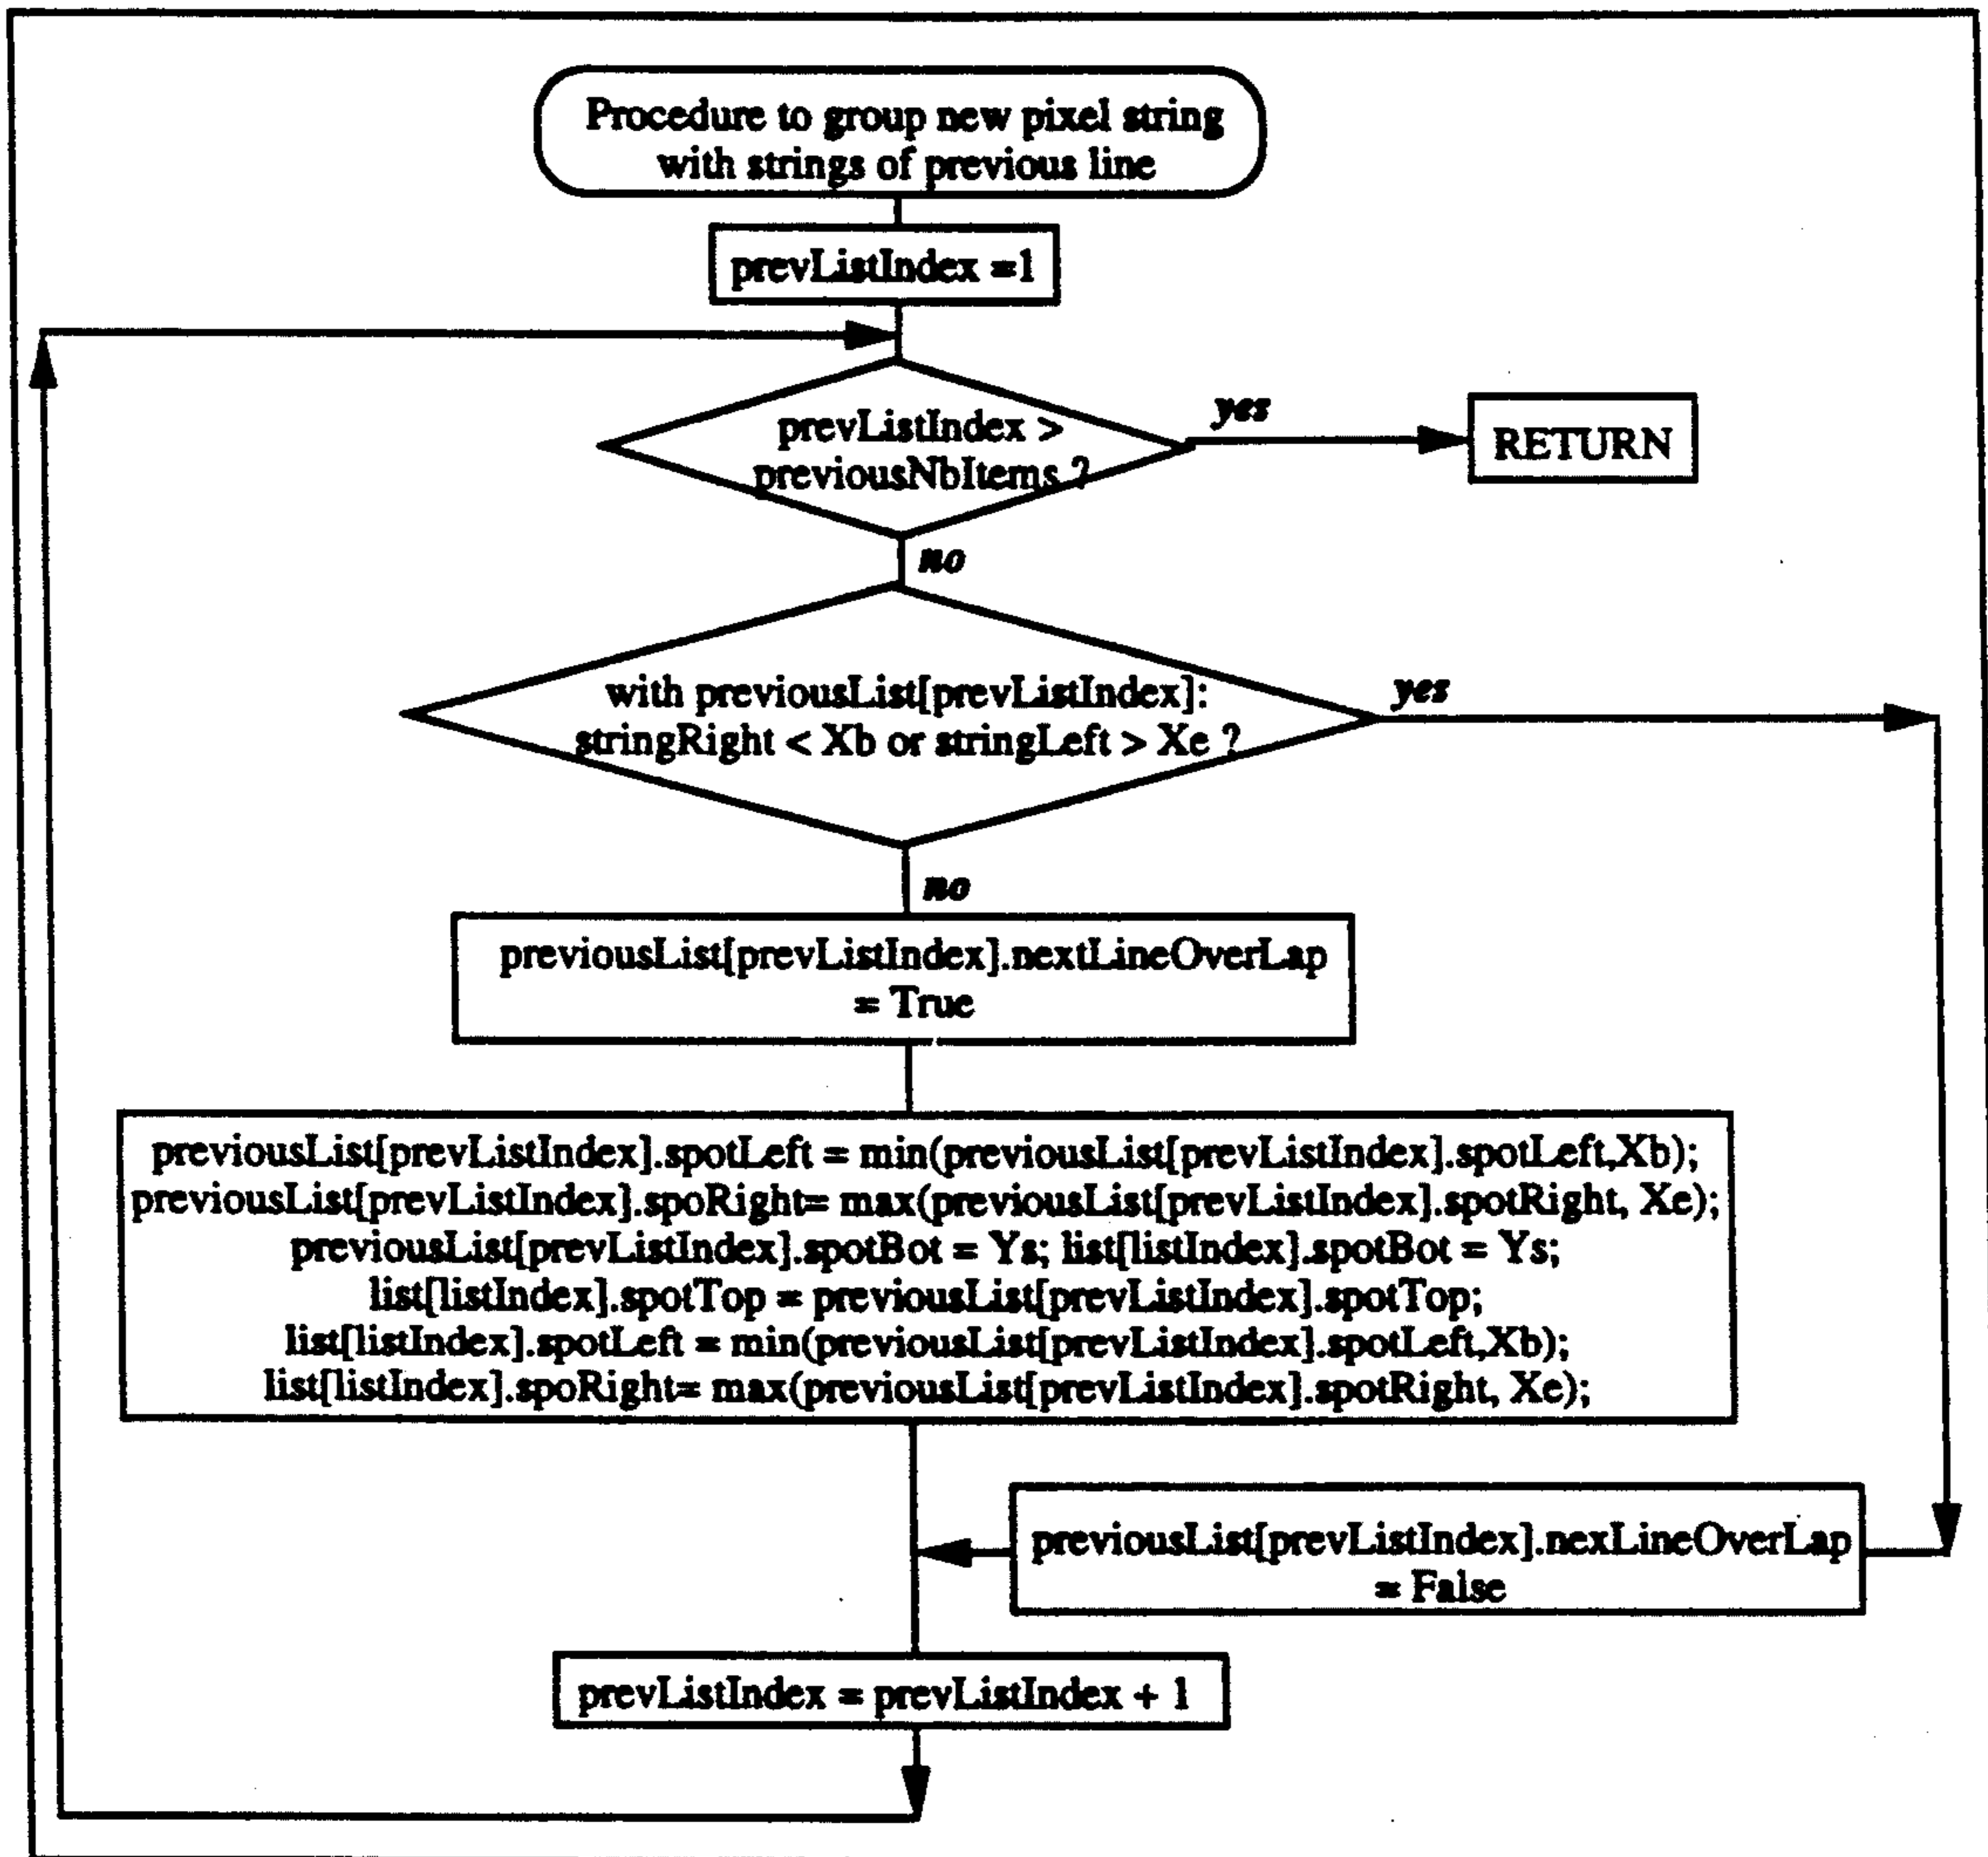 Procedure to group new pixel string
with strings of previous line
prevListIndex =1
prevListIndex >
previousNbItems ?
yes
RETURN
no
with previousList[prevListIndex]:
stringRight < Xb or stringLeft > Xe ?
yes
no
previousList[prevListIndex].nextLineOverLap
= True
previousList[prevListIndex].spotLeft = min(previousList[prevListIndex].spotLeft,Xb);
previousList[prevListIndex].spoRight= max(previousList[prevListIndex].spotRight, Xe);
previousList[prevListIndex].spotBot = Ys; list[listIndex].spotBot = Ys;
list[listIndex].spotTop = previousList[prevListIndex].spotTop;
list[listIndex].spotLeft = min(previousList[prevListIndex].spotLeft,Xb);
list[listIndex].spoRight= max(previousList[prevListIndex].spotRight, Xe);
previousList[prevListIndex].nexLineOverLap
= False
prevListIndex = prevListIndex + 1